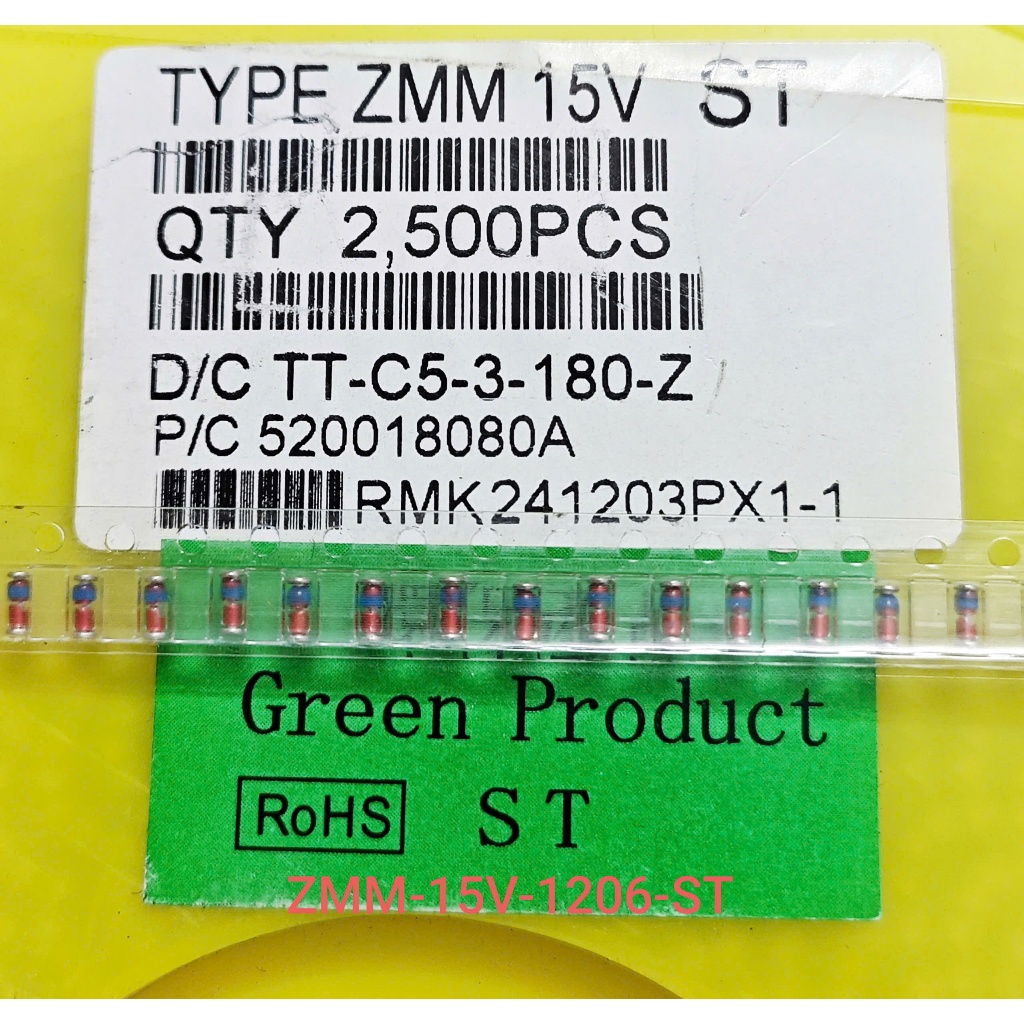 TYPE ZMM 15V ST
QTY 2,500PCS
D/C TT-C5-3-180-Z
P/C 520018080A
RMK241203PX1-1
Green Product
RoHS ST
ZMM-15V-1206-ST